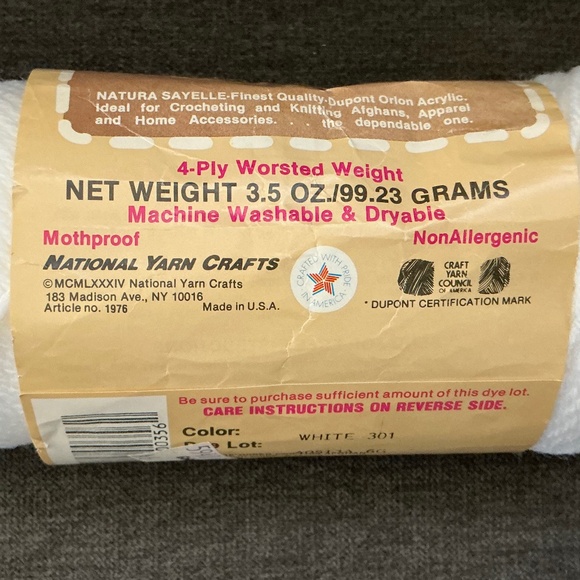 NATURA SAYELLE-Finest Quality-Dupont Orlon Acrylic.
Ideal for Crocheting and Knitting Afghans, Apparel
and Home Accessories. . . the dependable one.
4-Ply Worsted Weight
NET WEIGHT 3.5 OZ./99.23 GRAMS
Machine Washable & Dryable
Mothproof
NonAllergenic
NATIONAL YARN CRAFTS
©MCMLXXXIV National Yarn Crafts
183 Madison Ave., NY 10016
Article no. 1976
Made in U.S.A.
CRAFTED WITH PRIDE
IN AMERICA
CRAFT
YARN
COUNCIL
OF AMERICA
* DUPONT CERTIFICATION MARK
Be sure to purchase sufficient amount of this dye lot.
CARE INSTRUCTIONS ON REVERSE SIDE.
Color:
WHITE 301
Lot:
00356